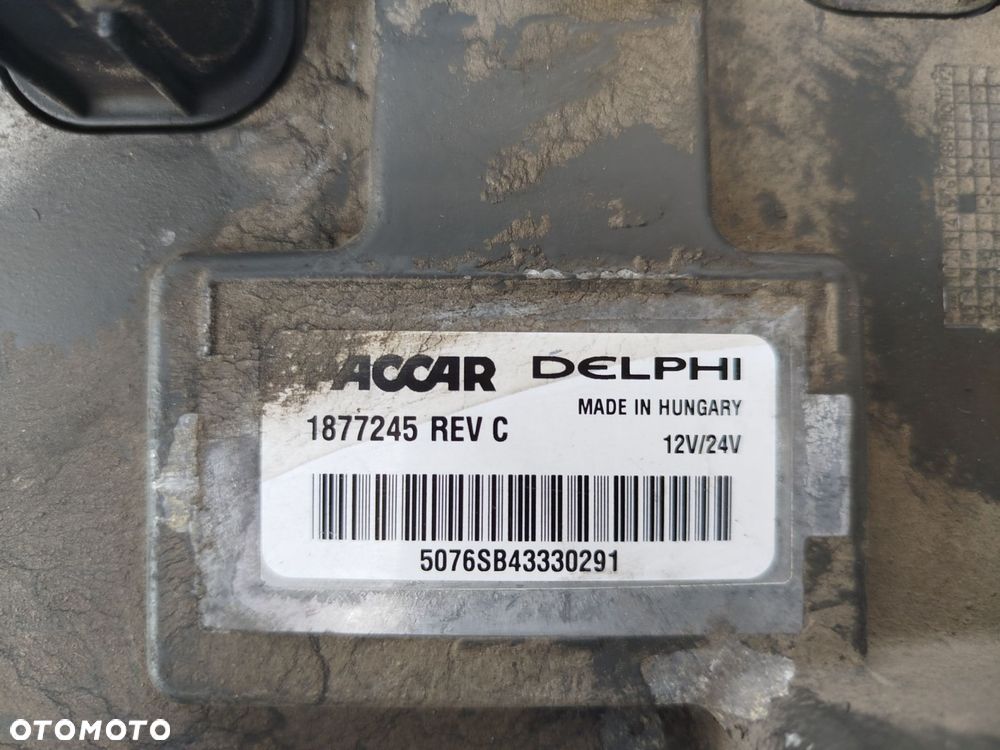 PACCAR DELPHI
MADE IN HUNGARY
1877245 REV C
12V/24V
5076SB43330291
OTOMOTO